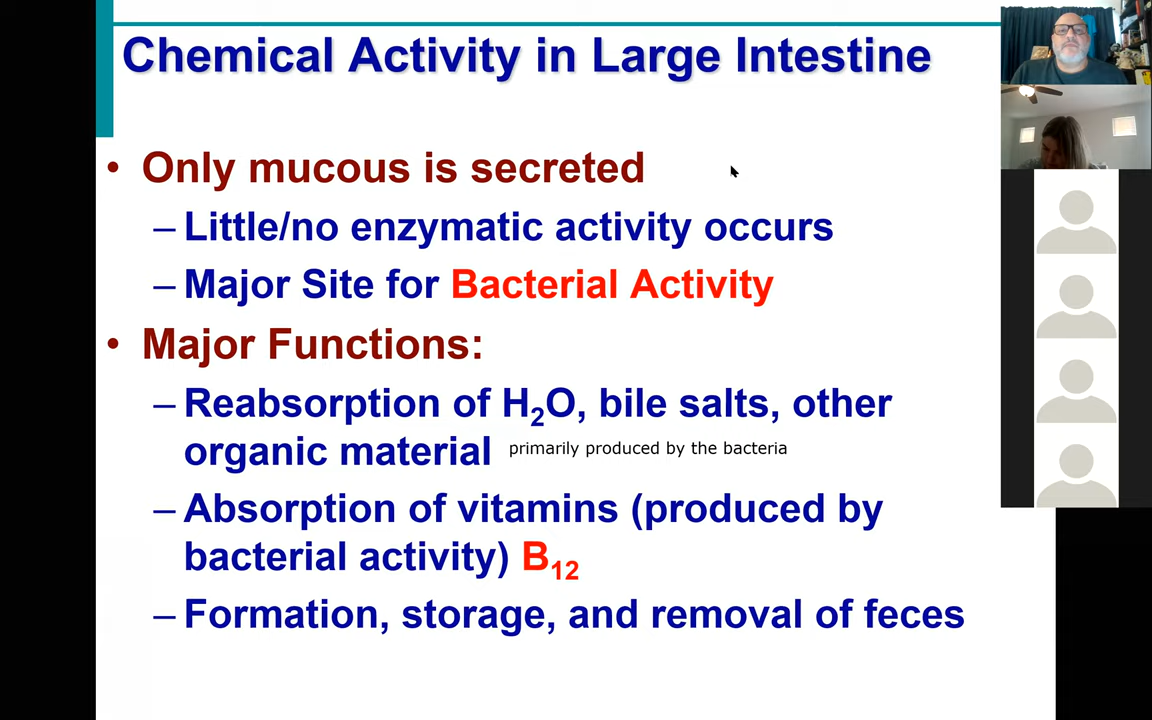 Chemical Activity in Large Intestine
• Only mucous is secreted
– Little/no enzymatic activity occurs
– Major Site for Bacterial Activity
• Major Functions:
– Reabsorption of H₂O, bile salts, other
organic material primarily produced by the bacteria
– Absorption of vitamins (produced by
bacterial activity) B₁₂
– Formation, storage, and removal of feces